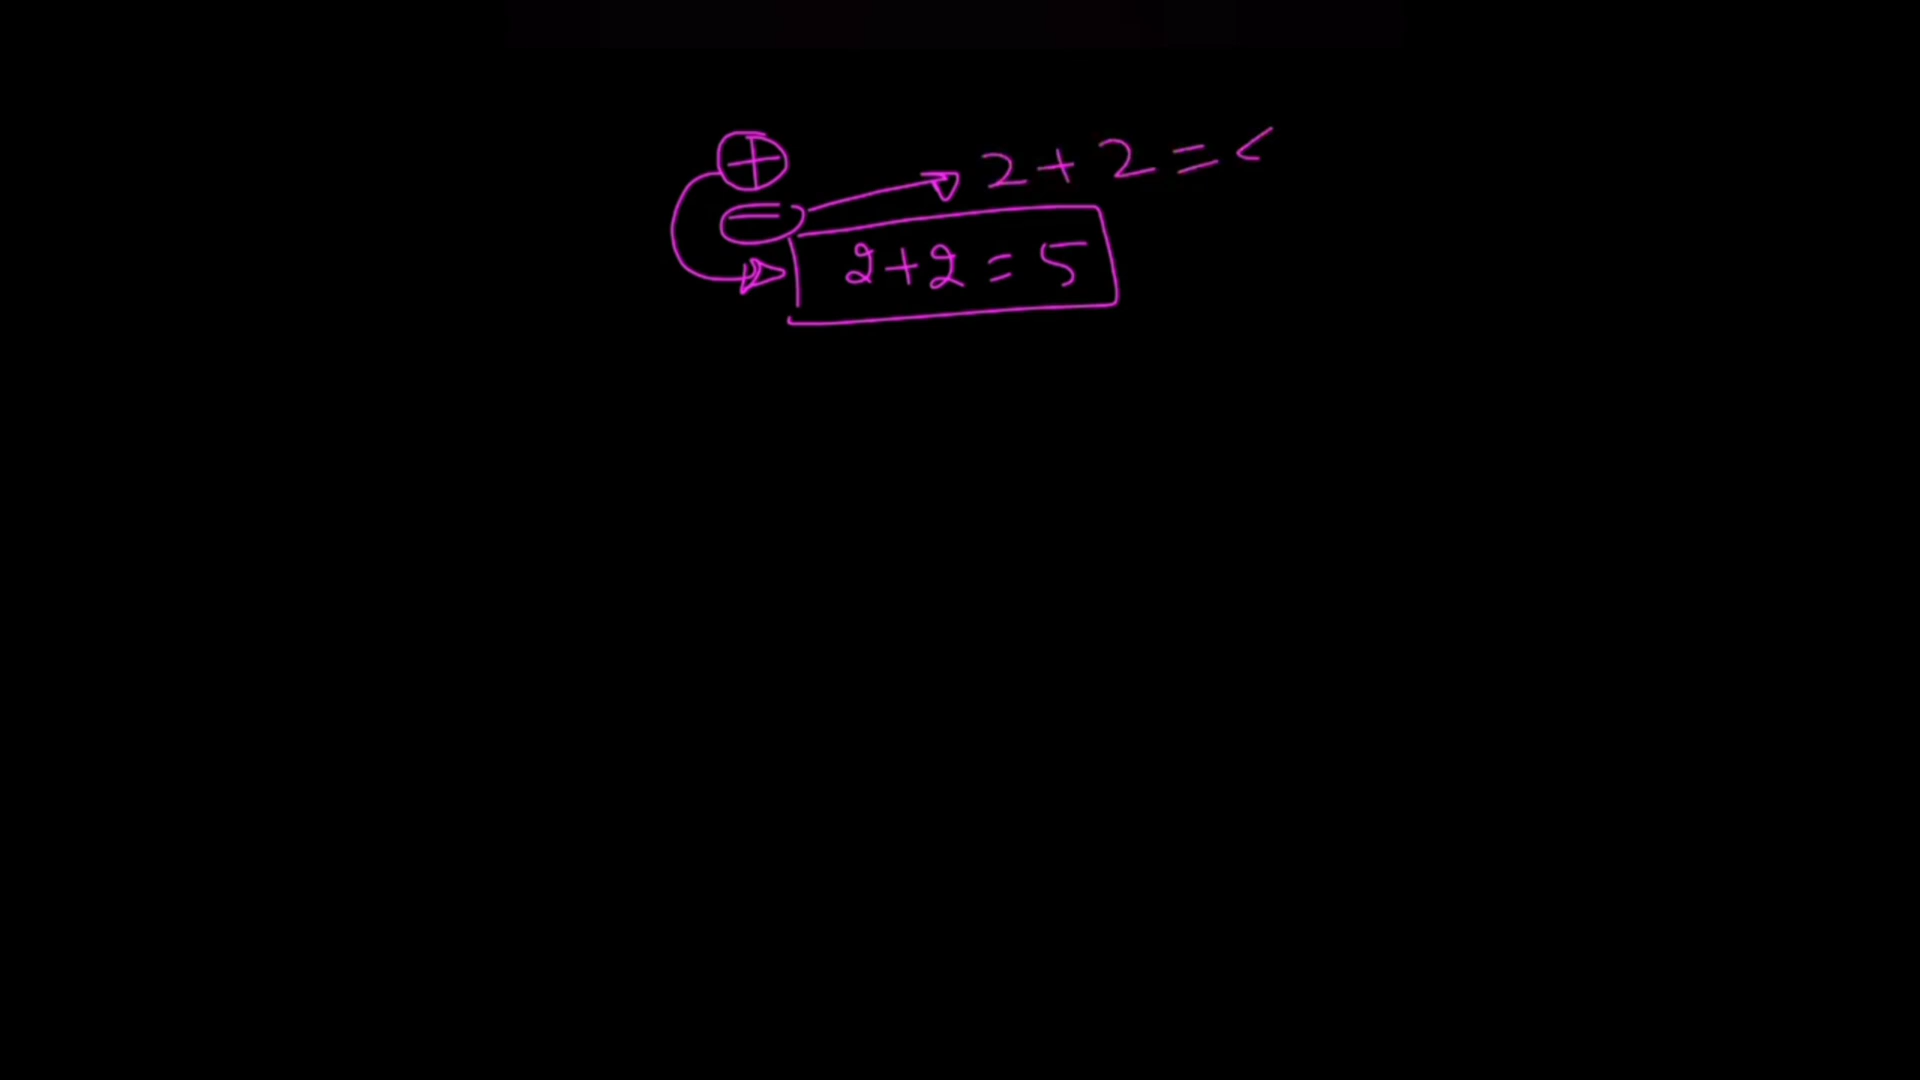 +
2+2=
=
2+2=5